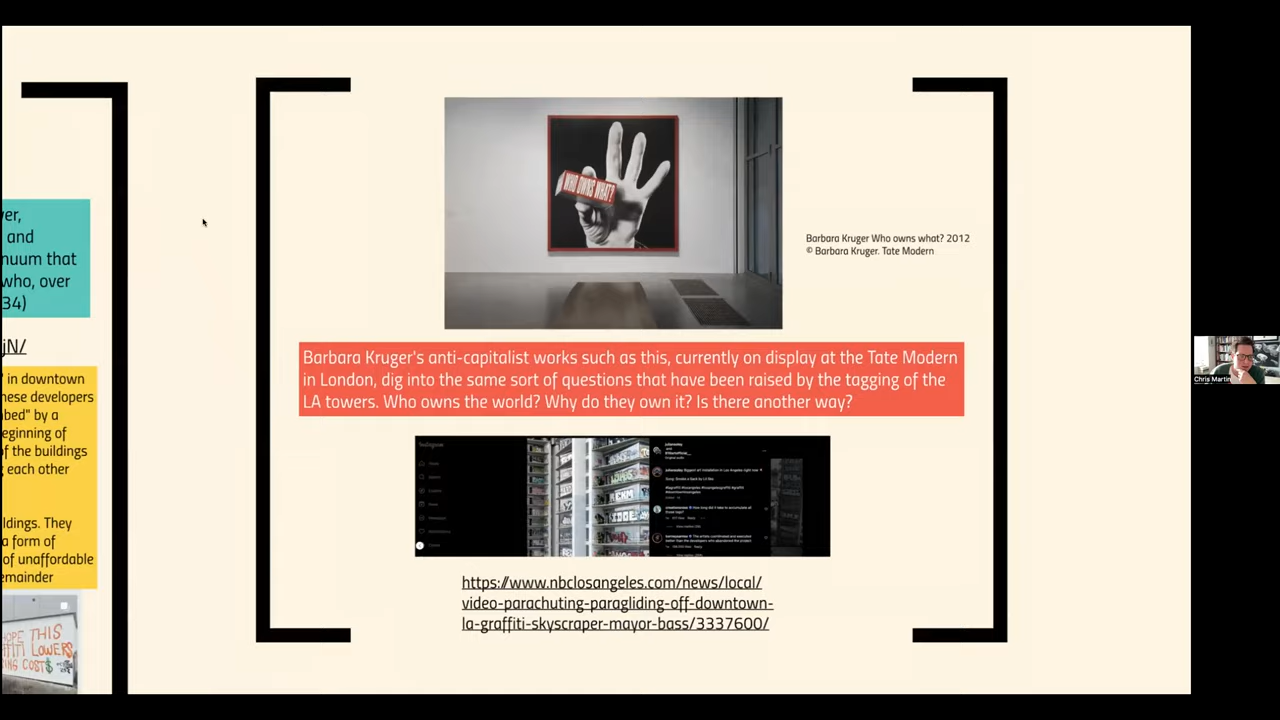 ver,
and
nuum that
who, over
34)
jN/
" in downtown
hese developers
bed" by a
eginning of
of the buildings
g each other
ldings. They
a form of
of unaffordable
emainder
HOPE THIS
FITI LOWERS
ING COST$
WHO OWNS WHAT?
Barbara Kruger Who owns what? 2012
© Barbara Kruger. Tate Modern
Barbara Kruger's anti-capitalist works such as this, currently on display at the Tate Modern
in London, dig into the same sort of questions that have been raised by the tagging of the
LA towers. Who owns the world? Why do they own it? Is there another way?
https://www.nbclosangeles.com/news/local/
video-parachuting-paragliding-off-downtown-
la-graffiti-skyscraper-mayor-bass/3337600/
Chris Martin